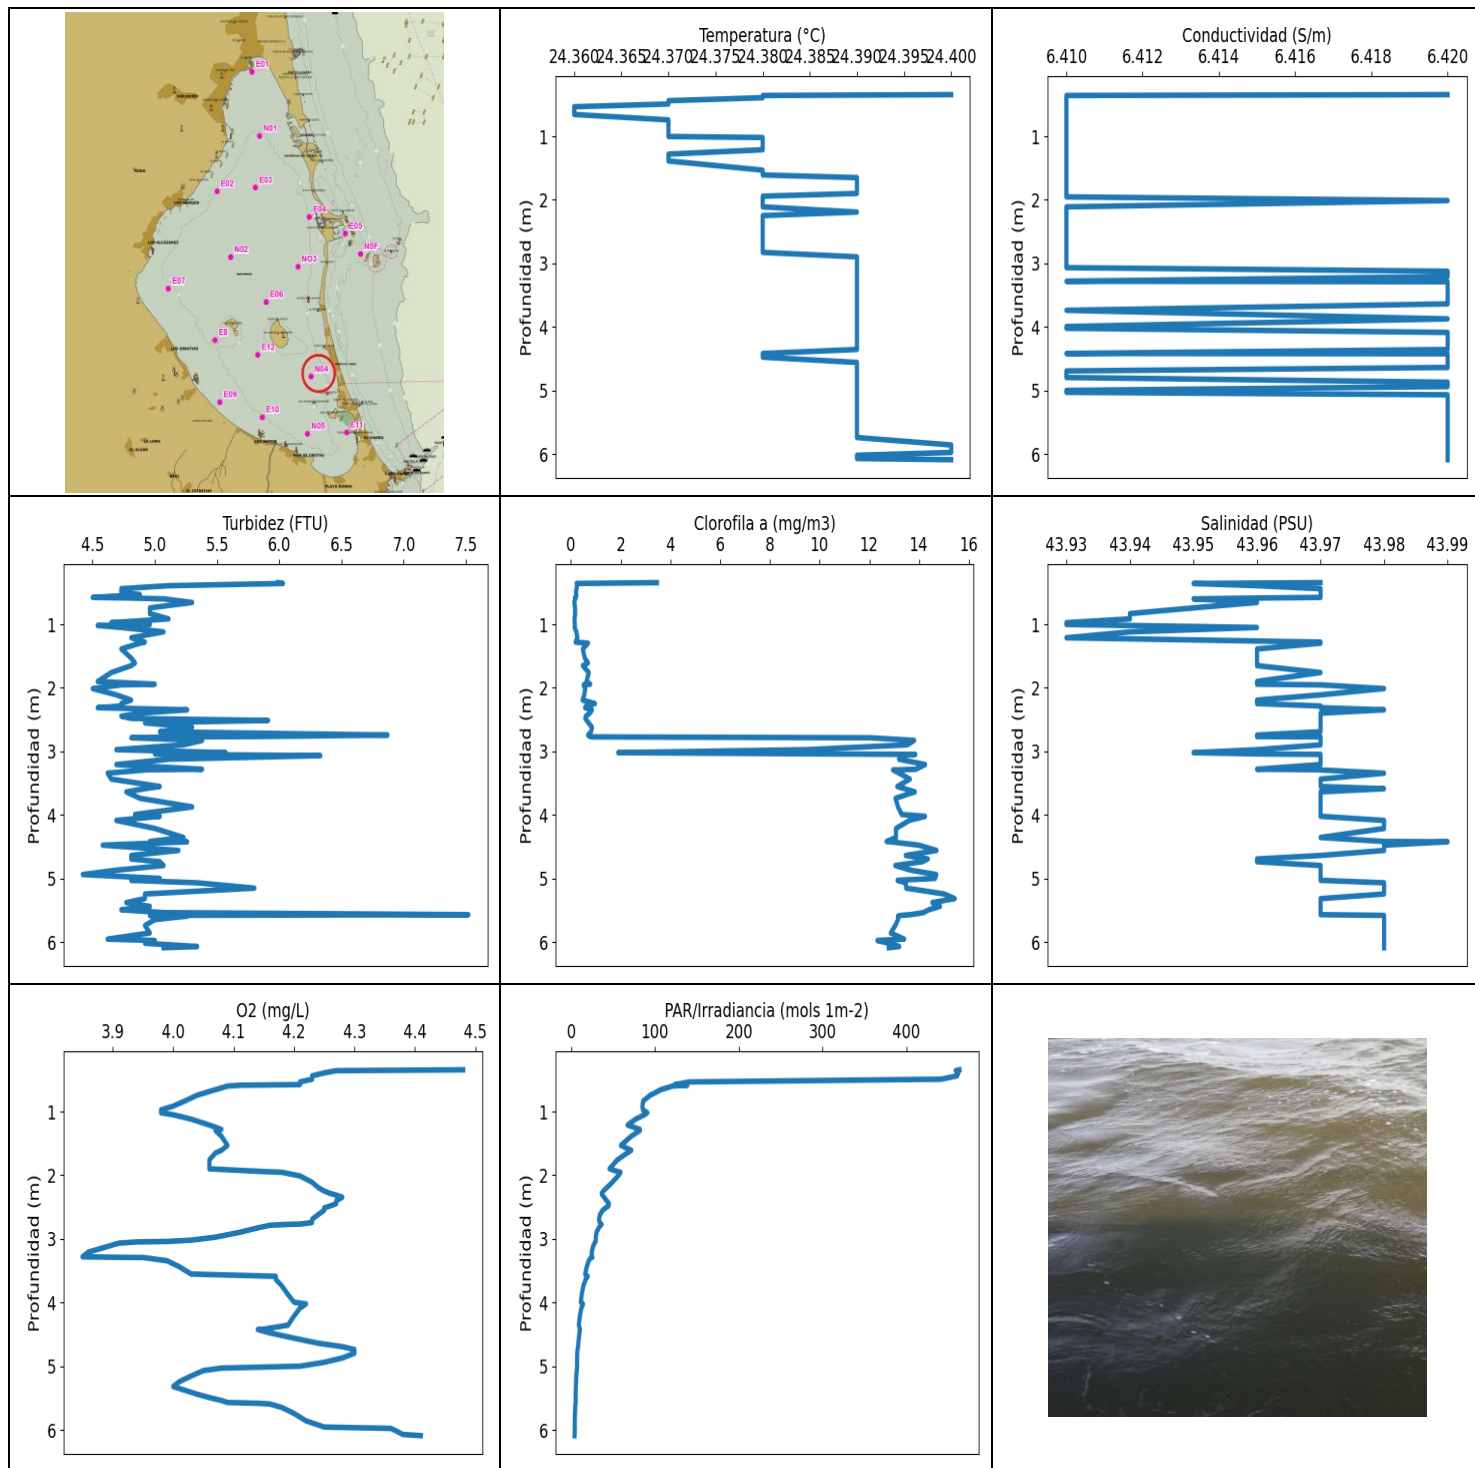 E01
N01
E02
E03
E04
E05
N5F
N02
NO3
E07
E06
E8
E12
N04
E09
E10
N05
E11
Temperatura (°C)
24.360 24.365 24.370 24.375 24.380 24.385 24.390 24.395 24.400
Profundidad (m)
1
2
3
4
5
6
Conductividad (S/m)
6.410 6.412 6.414 6.416 6.418 6.420
Profundidad (m)
1
2
3
4
5
6
Turbidez (FTU)
4.5 5.0 5.5 6.0 6.5 7.0 7.5
Profundidad (m)
1
2
3
4
5
6
Clorofila a (mg/m3)
0 2 4 6 8 10 12 14 16
Profundidad (m)
1
2
3
4
5
6
Salinidad (PSU)
43.93 43.94 43.95 43.96 43.97 43.98 43.99
Profundidad (m)
1
2
3
4
5
6
O2 (mg/L)
3.9 4.0 4.1 4.2 4.3 4.4 4.5
Profundidad (m)
1
2
3
4
5
6
PAR/Irradiancia (mols 1m-2)
0 100 200 300 400
Profundidad (m)
1
2
3
4
5
6